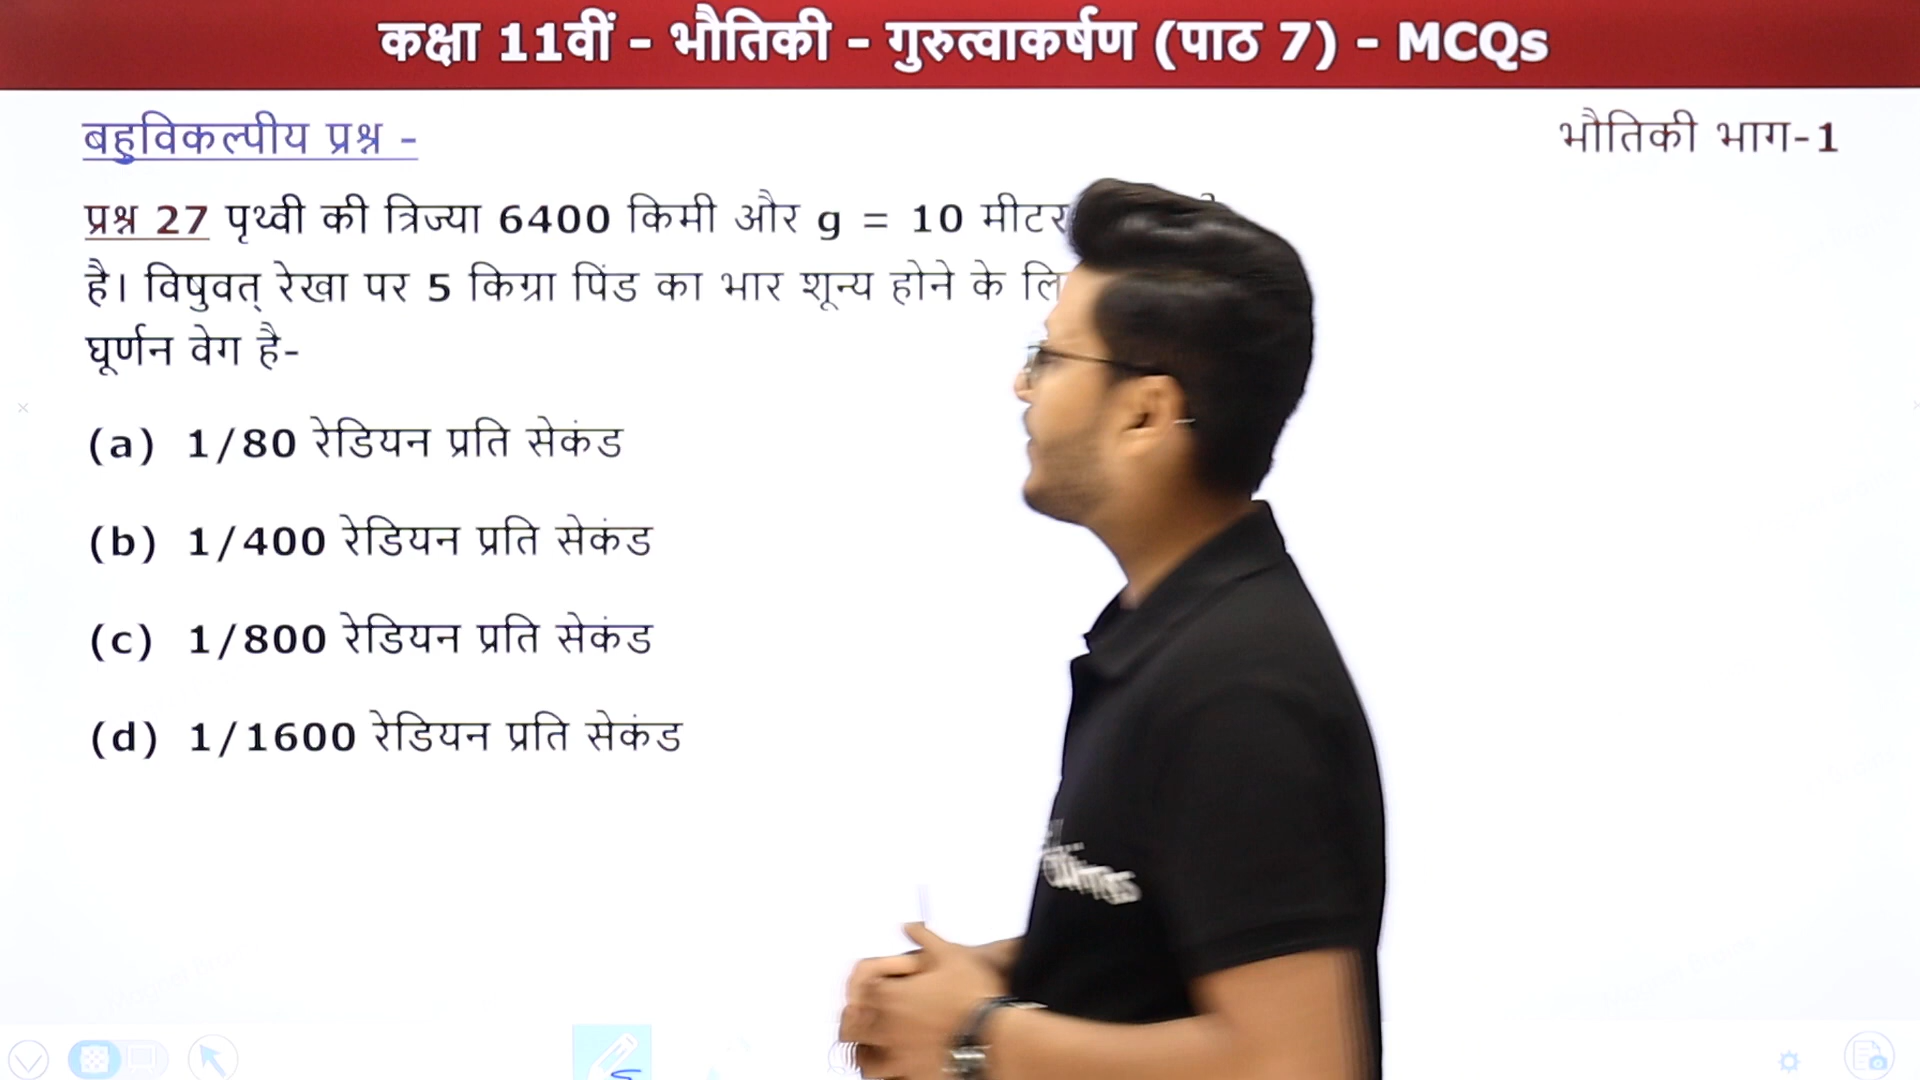 कक्षा 11वीं - भौतिकी - गुरुत्वाकर्षण (पाठ 7) - MCQs
बहुविकल्पीय प्रश्न -
भौतिकी भाग-1
प्रश्न 27 पृथ्वी की त्रिज्या 6400 किमी और g = 10 मीटर
है। विषुवत् रेखा पर 5 किग्रा पिंड का भार शून्य होने के
घूर्णन वेग है-
(a) 1/80 रेडियन प्रति सेकंड
(b) 1/400 रेडियन प्रति सेकंड
(c) 1/800 रेडियन प्रति सेकंड
(d) 1/1600 रेडियन प्रति सेकंड